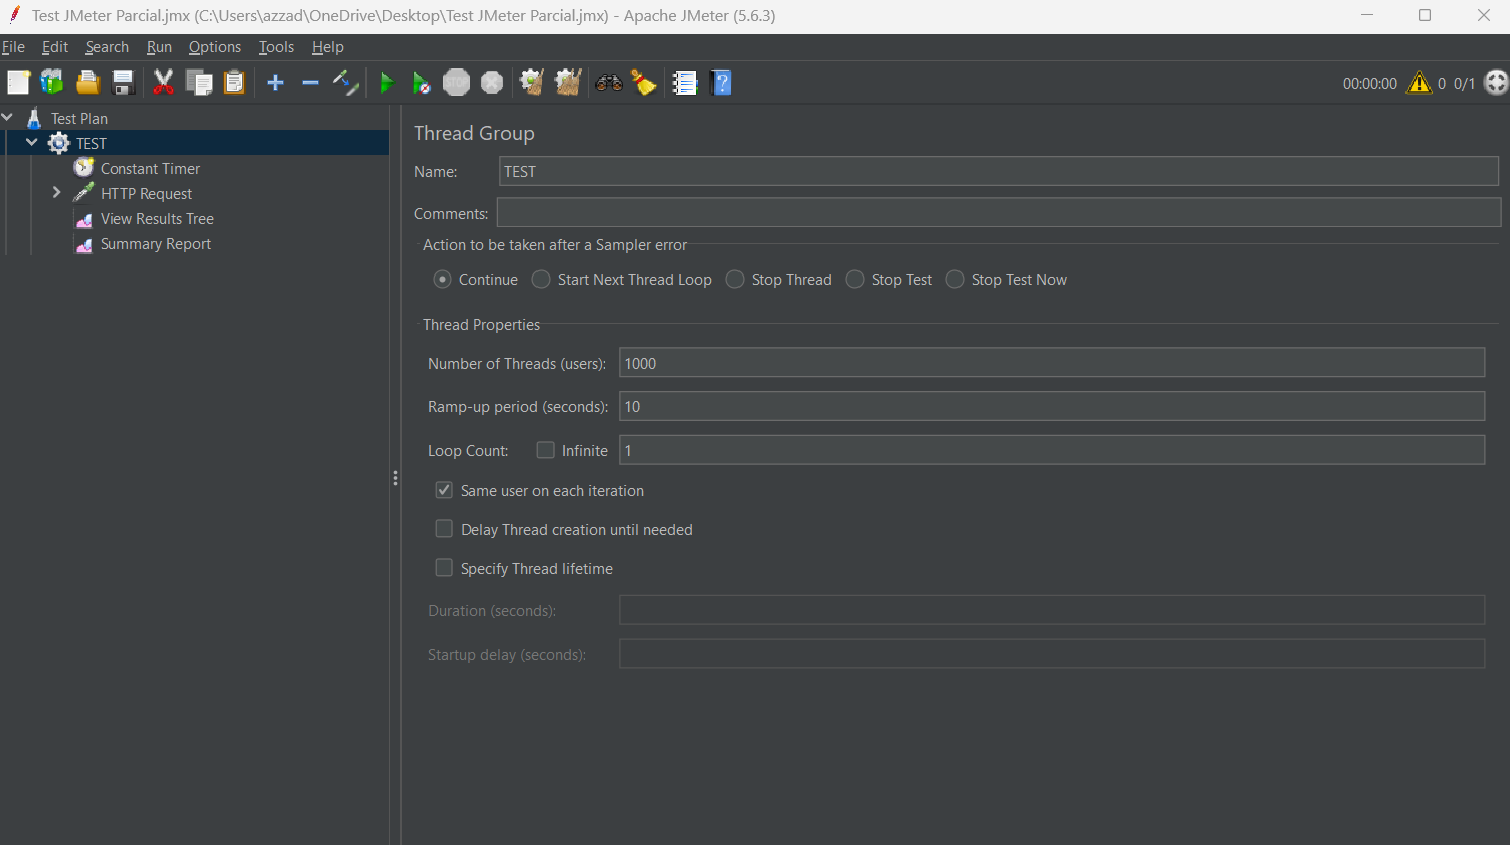 Test JMeter Parcial.jmx (C:\Users\azzad\OneDrive\Desktop\Test JMeter Parcial.jmx) - Apache JMeter (5.6.3)
File Edit Search Run Options Tools Help
STOP 00:00:00 0 0/1
Test Plan
TEST
Constant Timer
HTTP Request
View Results Tree
Summary Report
Thread Group
Name: TEST
Comments:
Action to be taken after a Sampler error
Continue Start Next Thread Loop Stop Thread Stop Test Stop Test Now
Thread Properties
Number of Threads (users): 1000
Ramp-up period (seconds): 10
Loop Count: Infinite 1
Same user on each iteration
Delay Thread creation until needed
Specify Thread lifetime
Duration (seconds):
Startup delay (seconds):